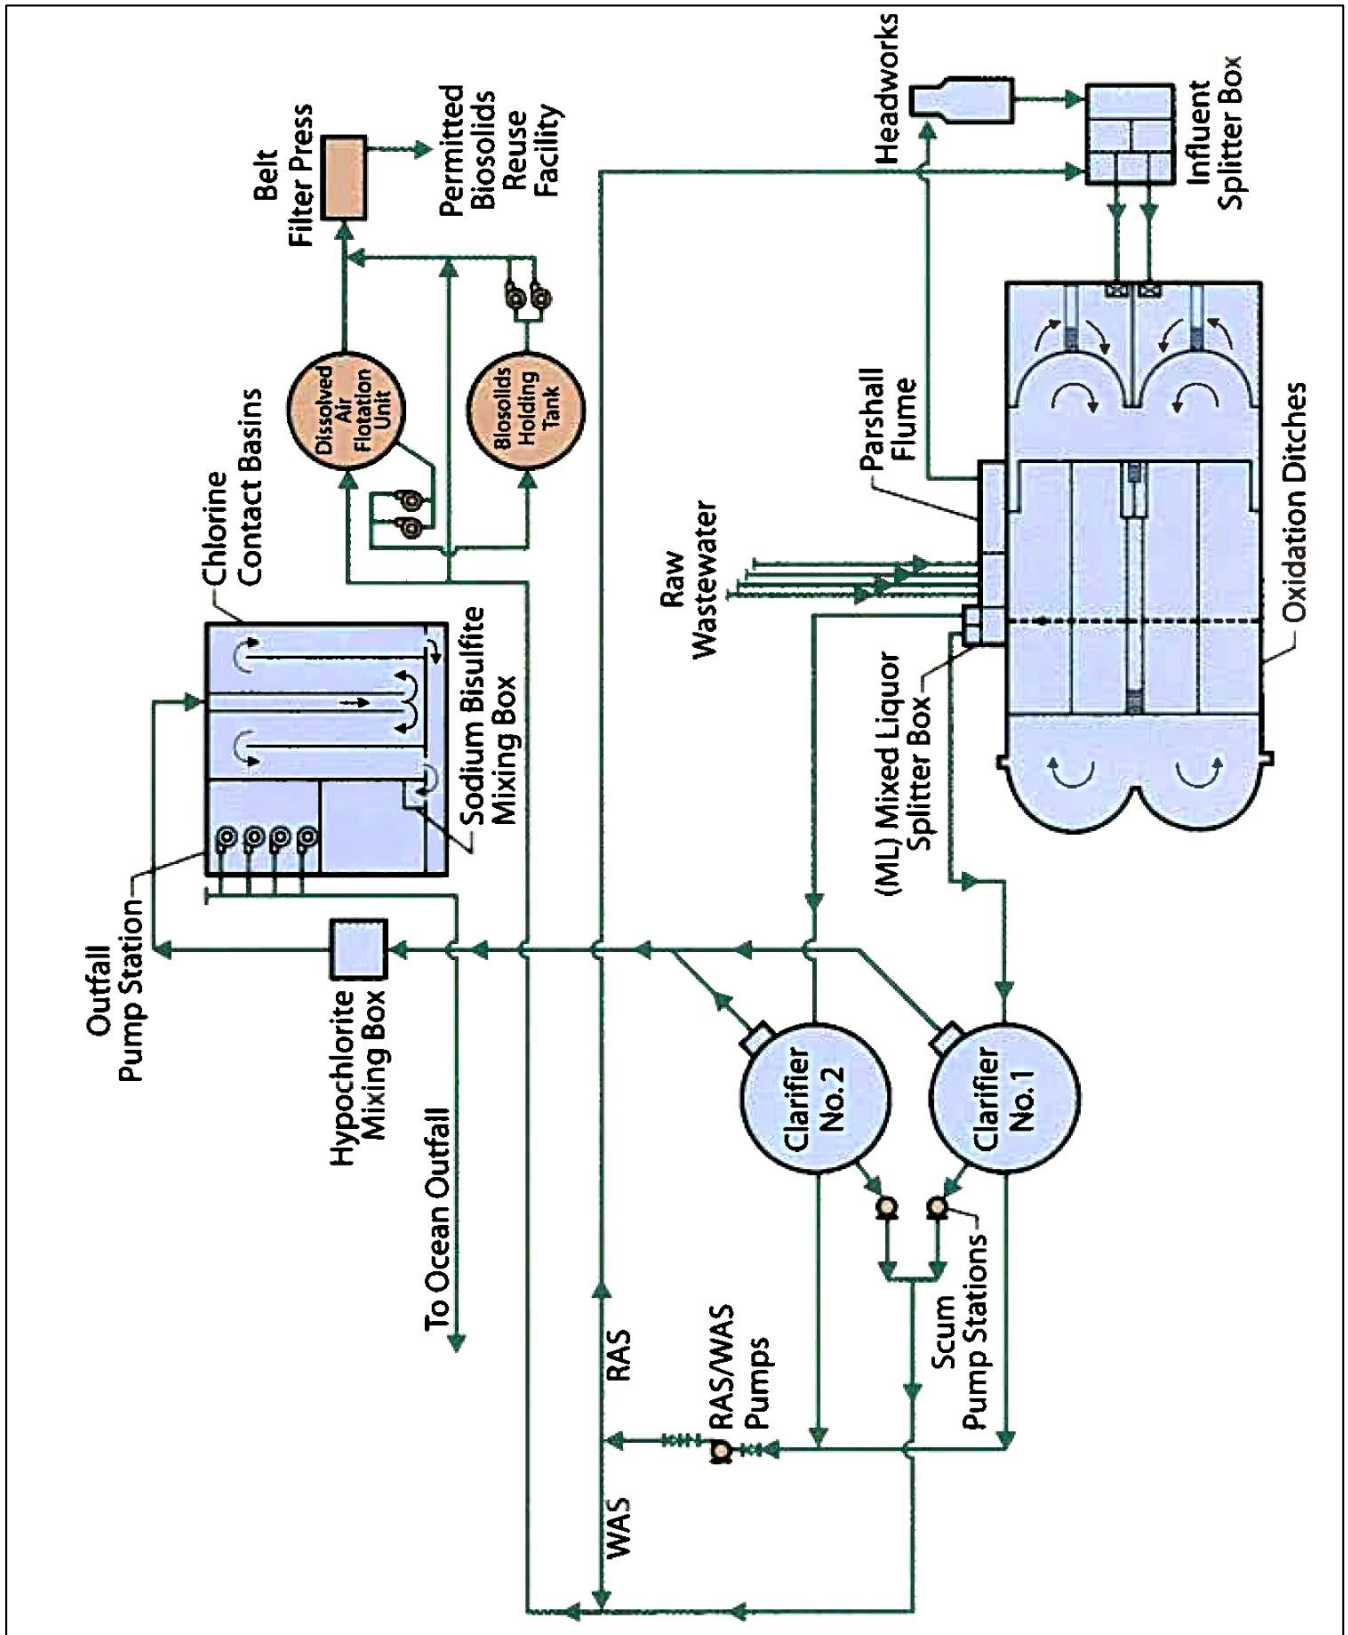 Headworks
Influent
Splitter Box
Belt
Filter Press
Permitted
Biosolids
Reuse
Facility
Dissolved
Air
Flotation
Unit
Biosolids
Holding
Tank
Chlorine
Contact Basins
Parshall
Flume
Raw
Wastewater
Sodium Bisulfite
Mixing Box
(ML) Mixed Liquor
Splitter Box
Oxidation Ditches
Outfall
Pump Station
Hypochlorite
Mixing Box
To Ocean Outfall
Clarifier
No. 2
Clarifier
No. 1
Scum
Pump Stations
RAS/WAS
Pumps
RAS
WAS